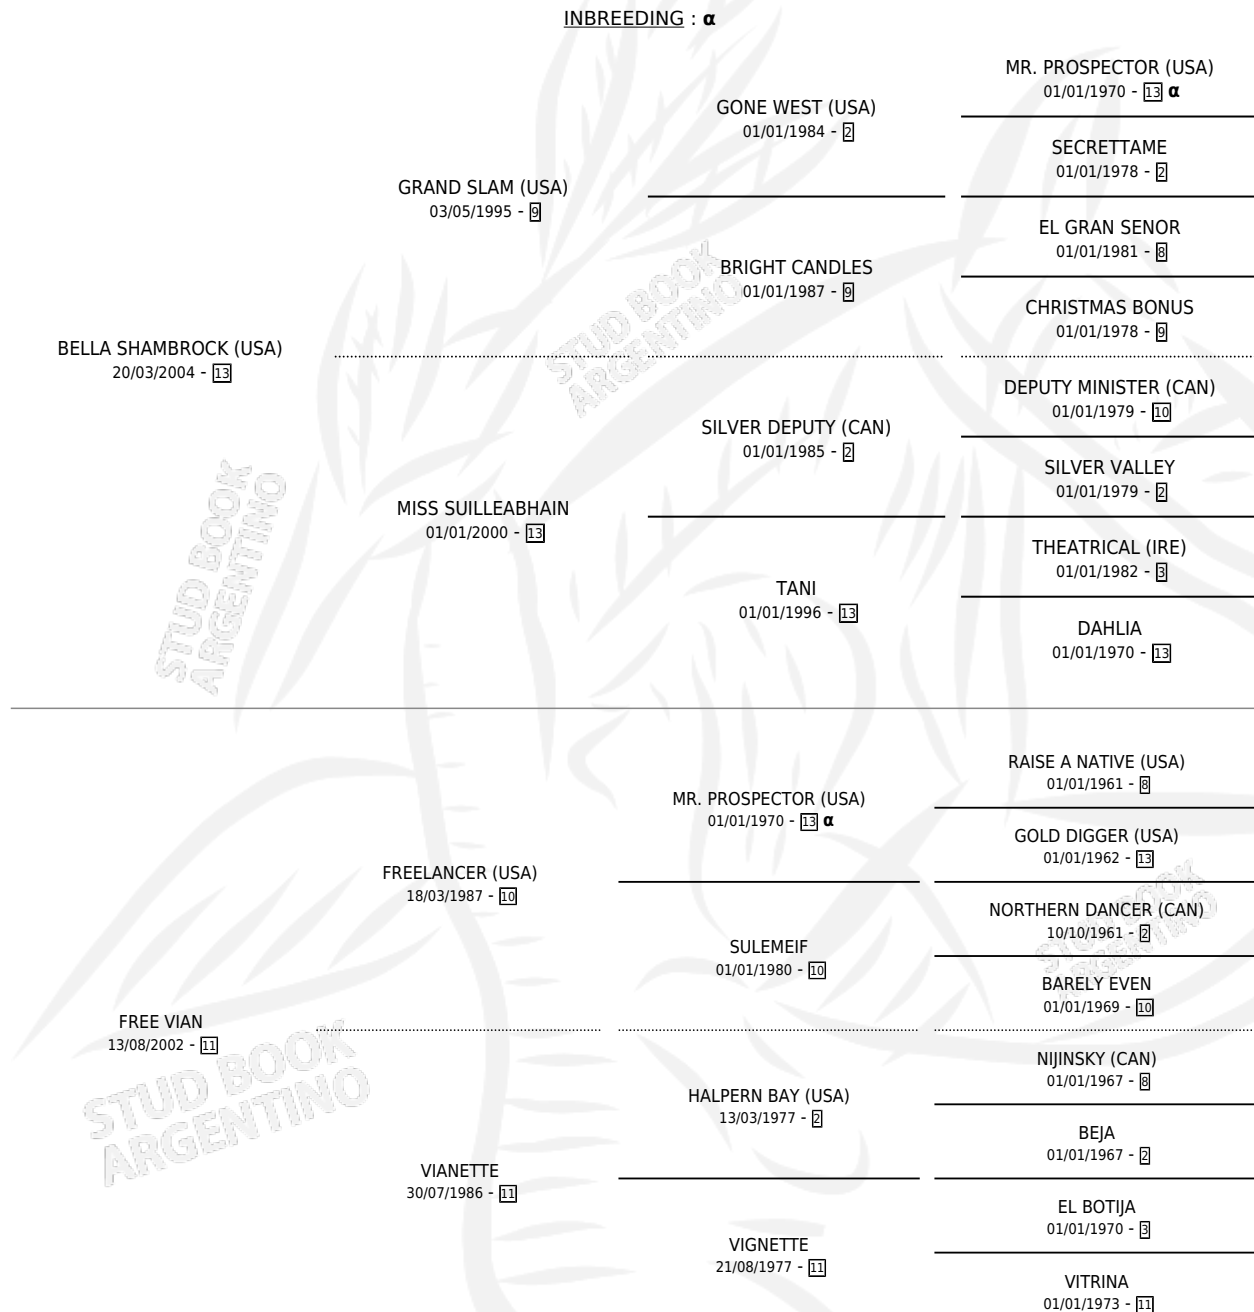 INBREEDING : α
MR. PROSPECTOR (USA)
01/01/1970 - 13 α
GONE WEST (USA)
01/01/1984 - 2
SECRETTAME
01/01/1978 - 2
GRAND SLAM (USA)
03/05/1995 - 9
EL GRAN SENOR
01/01/1981 - 8
BRIGHT CANDLES
01/01/1987 - 9
CHRISTMAS BONUS
01/01/1978 - 9
BELLA SHAMBROCK (USA)
20/03/2004 - 13
DEPUTY MINISTER (CAN)
01/01/1979 - 10
SILVER DEPUTY (CAN)
01/01/1985 - 2
SILVER VALLEY
01/01/1979 - 2
MISS SUILLEABHAIN
01/01/2000 - 13
THEATRICAL (IRE)
01/01/1982 - 3
TANI
01/01/1996 - 13
DAHLIA
01/01/1970 - 13
RAISE A NATIVE (USA)
01/01/1961 - 8
MR. PROSPECTOR (USA)
01/01/1970 - 13 α
GOLD DIGGER (USA)
01/01/1962 - 13
FREELANCER (USA)
18/03/1987 - 10
NORTHERN DANCER (CAN)
10/10/1961 - 2
SULEMEIF
01/01/1980 - 10
BARELY EVEN
01/01/1969 - 10
FREE VIAN
13/08/2002 - 11
NIJINSKY (CAN)
01/01/1967 - 8
HALPERN BAY (USA)
13/03/1977 - 2
BEJA
01/01/1967 - 2
VIANETTE
30/07/1986 - 11
EL BOTIJA
01/01/1970 - 3
VIGNETTE
21/08/1977 - 11
VITRINA
01/01/1973 - 11
STUD BOOK
ARGENTINO
STUD BOOK
ARGENTINO
STUD BOOK
ARGENTINO
STUD BOOK
ARGENTINO